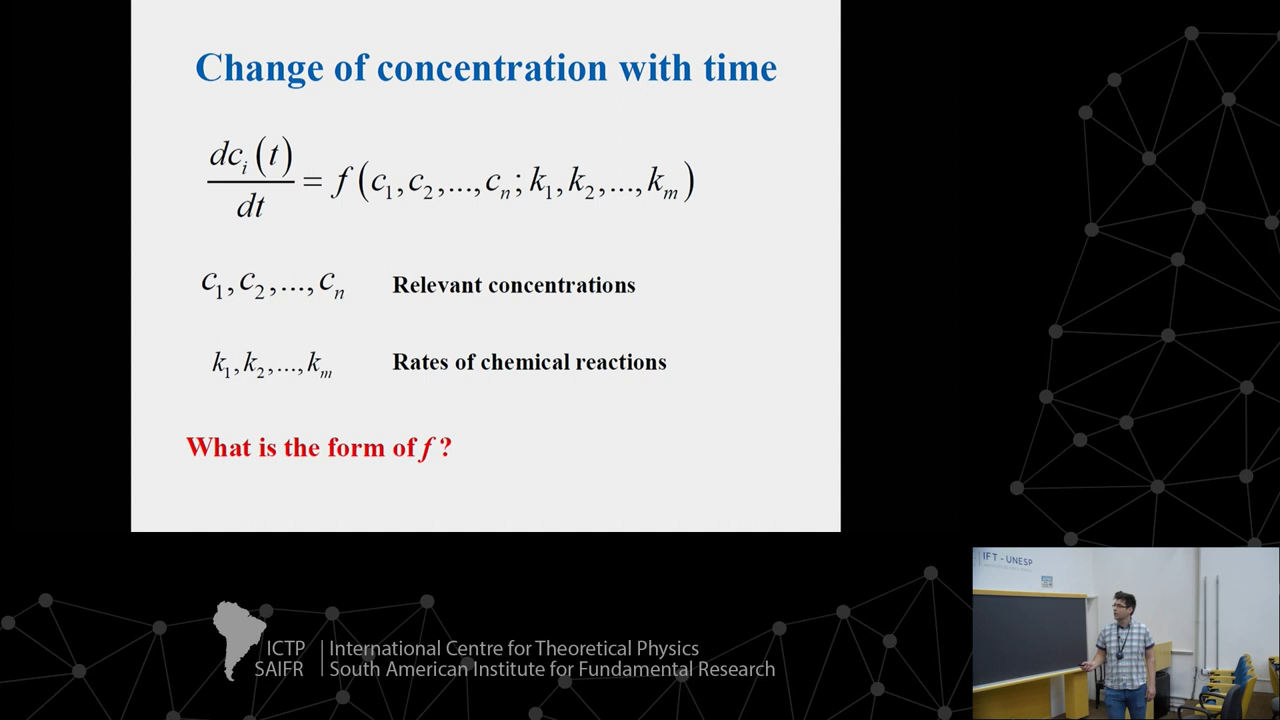 Change of concentration with time
dc_i(t)/dt = f(c_1, c_2, ..., c_n; k_1, k_2, ..., k_m)
c_1, c_2, ..., c_n Relevant concentrations
k_1, k_2, ..., k_m Rates of chemical reactions
What is the form of f ?
IFT - UNESP
ICTP SAIFR
International Centre for Theoretical Physics
South American Institute for Fundamental Research